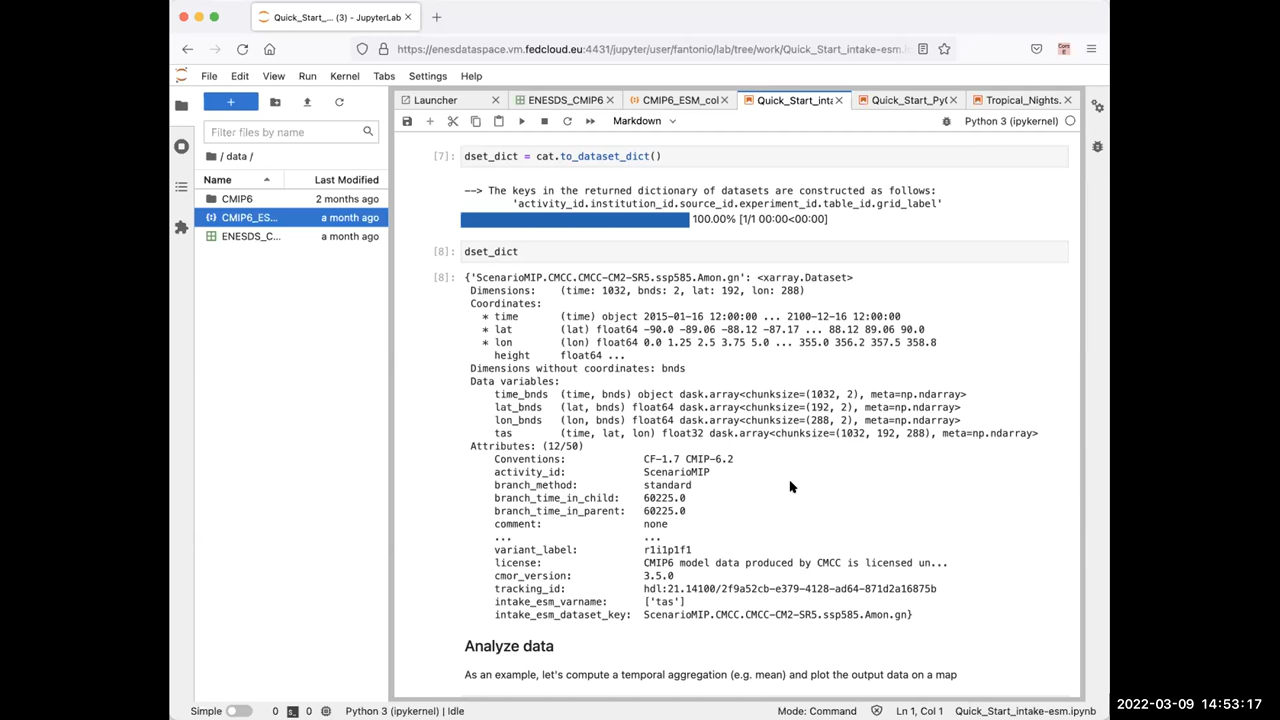 Quick_Start_... (3) - JupyterLab
https://enesdataspace.vm.fedcloud.eu:4431/jupyter/user/fantonio/lab/tree/work/Quick_Start_intake-esm.i
File Edit View Run Kernel Tabs Settings Help
Launcher ENESDS_CMIP6 CMIP6_ESM_col Quick_Start_inta Quick_Start_Py Tropical_Nights.
Markdown Python 3 (ipykernel)
Filter files by name
/ data /
Name Last Modified
CMIP6 2 months ago
CMIP6_ES... a month ago
ENESDS_C... a month ago
[7]: dset_dict = cat.to_dataset_dict()
--> The keys in the returned dictionary of datasets are constructed as follows:
'activity_id.institution_id.source_id.experiment_id.table_id.grid_label'
100.00% [1/1 00:00<00:00]
[8]: dset_dict
[8]: {'ScenarioMIP.CMCC.CMCC-CM2-SR5.ssp585.Amon.gn': <xarray.Dataset>
Dimensions: (time: 1032, bnds: 2, lat: 192, lon: 288)
Coordinates:
* time (time) object 2015-01-16 12:00:00 ... 2100-12-16 12:00:00
* lat (lat) float64 -90.0 -89.06 -88.12 -87.17 ... 88.12 89.06 90.0
* lon (lon) float64 0.0 1.25 2.5 3.75 5.0 ... 355.0 356.2 357.5 358.8
height float64 ...
Dimensions without coordinates: bnds
Data variables:
time_bnds (time, bnds) object dask.array<chunksize=(1032, 2), meta=np.ndarray>
lat_bnds (lat, bnds) float64 dask.array<chunksize=(192, 2), meta=np.ndarray>
lon_bnds (lon, bnds) float64 dask.array<chunksize=(288, 2), meta=np.ndarray>
tas (time, lat, lon) float32 dask.array<chunksize=(1032, 192, 288), meta=np.ndarray>
Attributes: (12/50)
Conventions: CF-1.7 CMIP-6.2
activity_id: ScenarioMIP
branch_method: standard
branch_time_in_child: 60225.0
branch_time_in_parent: 60225.0
comment: none
... ...
variant_label: r1i1p1f1
license: CMIP6 model data produced by CMCC is licensed un...
cmor_version: 3.5.0
tracking_id: hdl:21.14100/2f9a52cb-e379-4128-ad64-871d2a16875b
intake_esm_varname: ['tas']
intake_esm_dataset_key: ScenarioMIP.CMCC.CMCC-CM2-SR5.ssp585.Amon.gn}
Analyze data
As an example, let's compute a temporal aggregation (e.g. mean) and plot the output data on a map
Simple 0 0 Python 3 (ipykernel) | Idle Mode: Command Ln 1, Col 1 Quick_Start_intake-esm.ipynb
2022-03-09 14:53:17